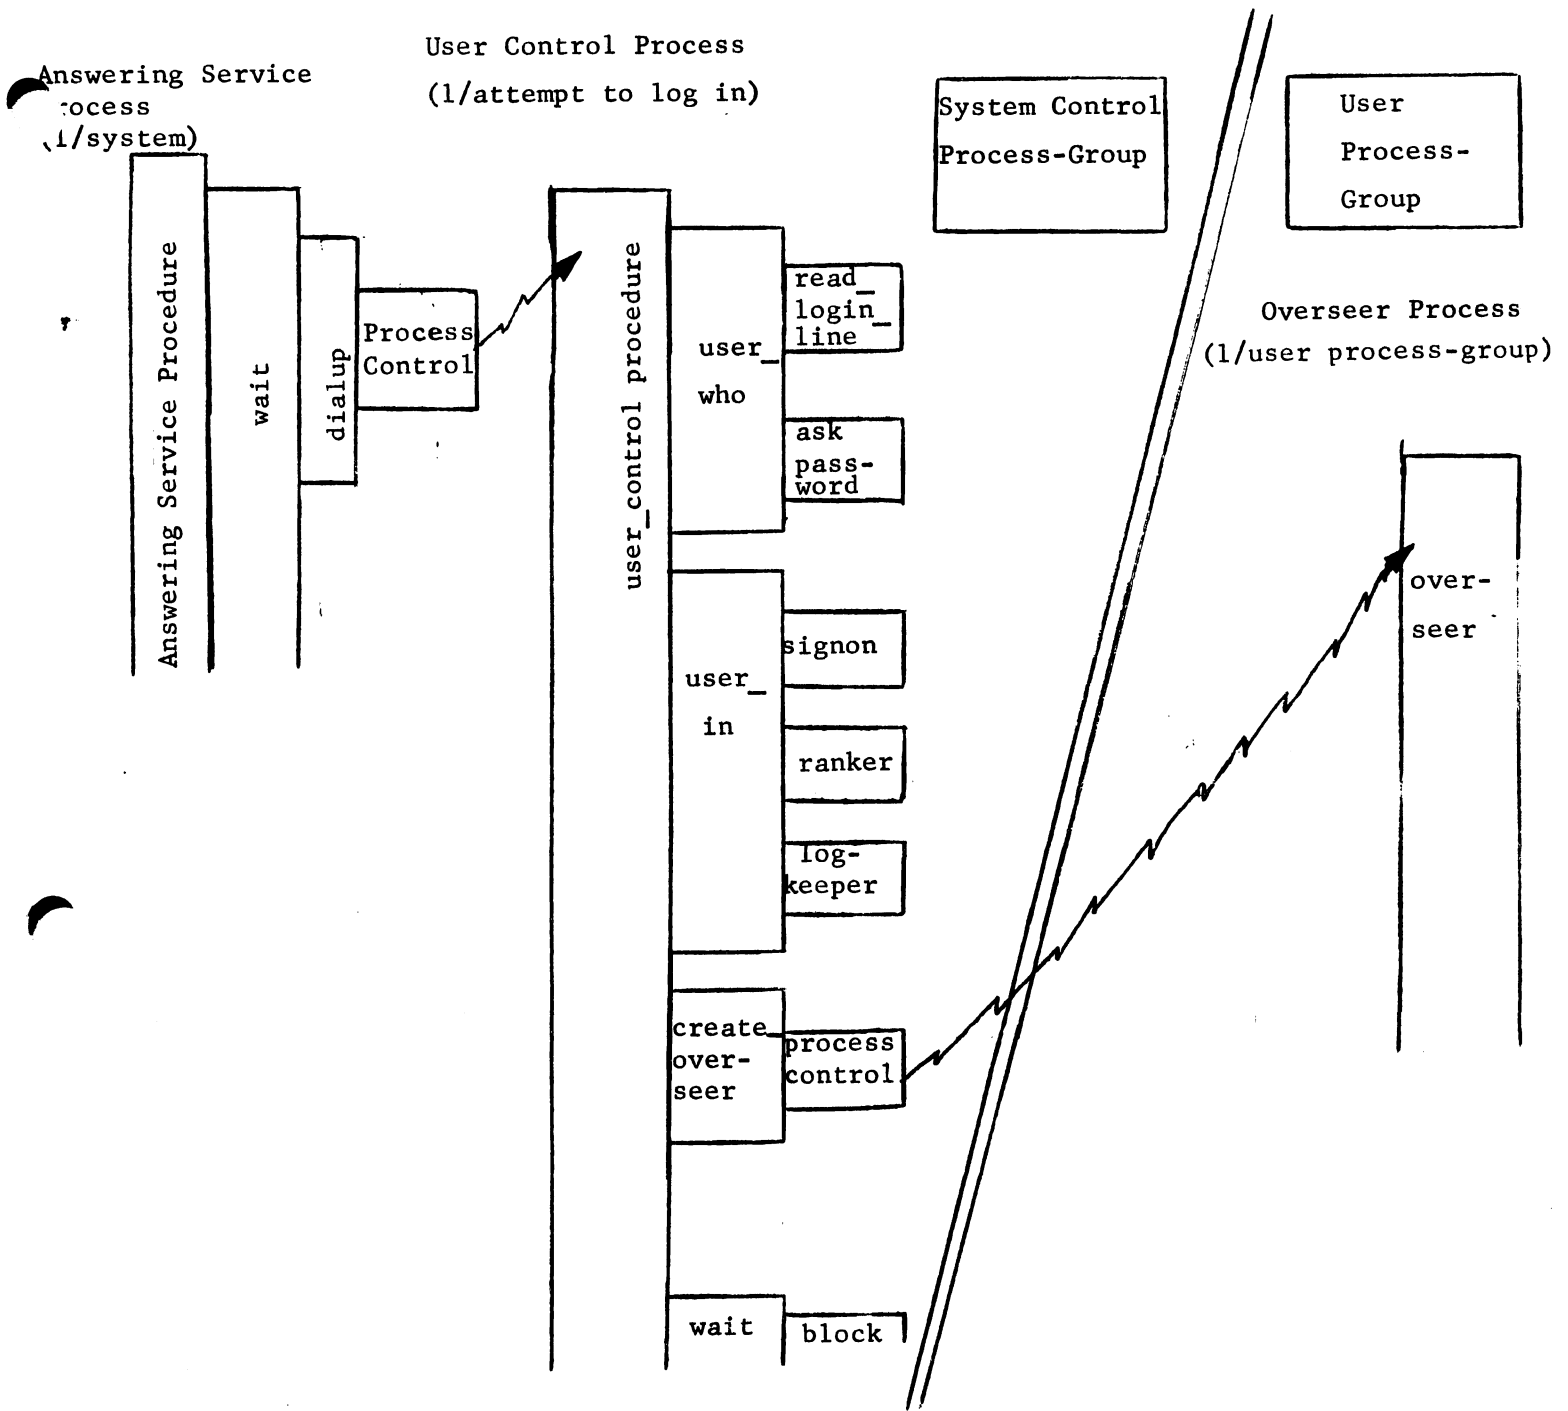 Answering Service
ocess
(1/system)
User Control Process
(1/attempt to log in)
System Control
Process-Group
User
Process-
Group
Overseer Process
(1/user process-group)
Answering Service Procedure
wait
dialup
Process
Control
user_control procedure
user_
who
read_
login_
line
ask
pass-
word
user_
in
signon
ranker
log-
keeper
create_
over-
seer
process
control
wait
block
over-
seer